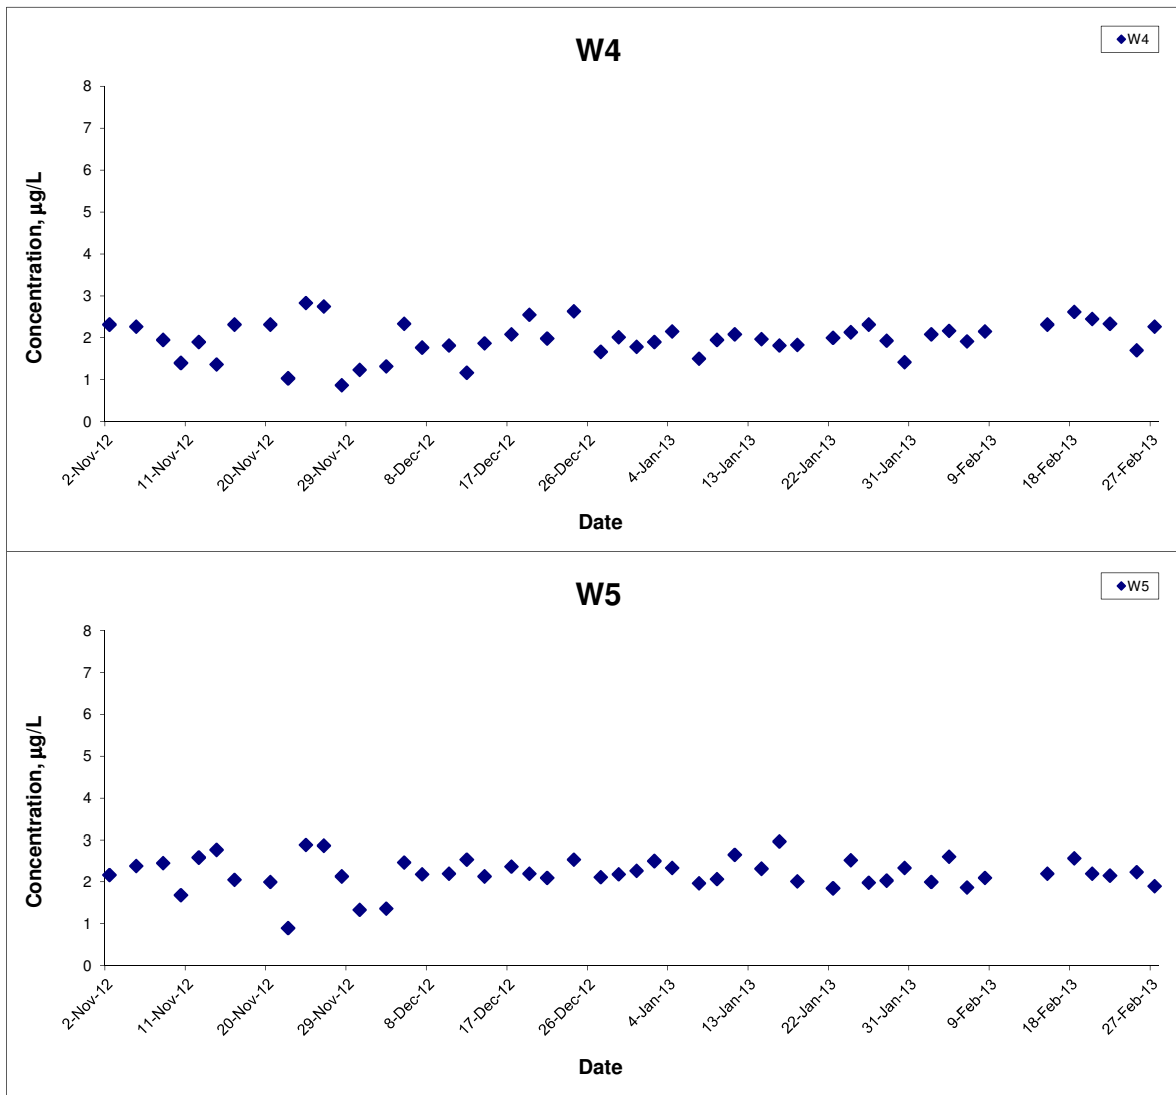 W4
W4
8
7
6
5
4
3
2
1
0
Concentration, µg/L
2-Nov-12
11-Nov-12
20-Nov-12
29-Nov-12
8-Dec-12
17-Dec-12
26-Dec-12
4-Jan-13
13-Jan-13
22-Jan-13
31-Jan-13
9-Feb-13
18-Feb-13
27-Feb-13
Date
W5
W5
8
7
6
5
4
3
2
1
0
Concentration, µg/L
2-Nov-12
11-Nov-12
20-Nov-12
29-Nov-12
8-Dec-12
17-Dec-12
26-Dec-12
4-Jan-13
13-Jan-13
22-Jan-13
31-Jan-13
9-Feb-13
18-Feb-13
27-Feb-13
Date